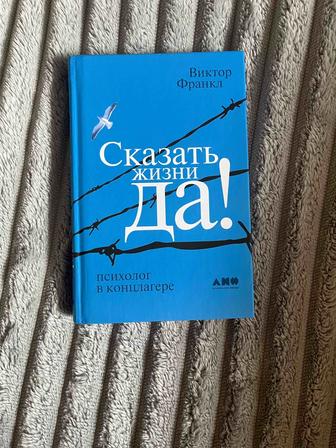 Виктор
Франкл
Сказать
жизни
да!
психолог
в концлагере